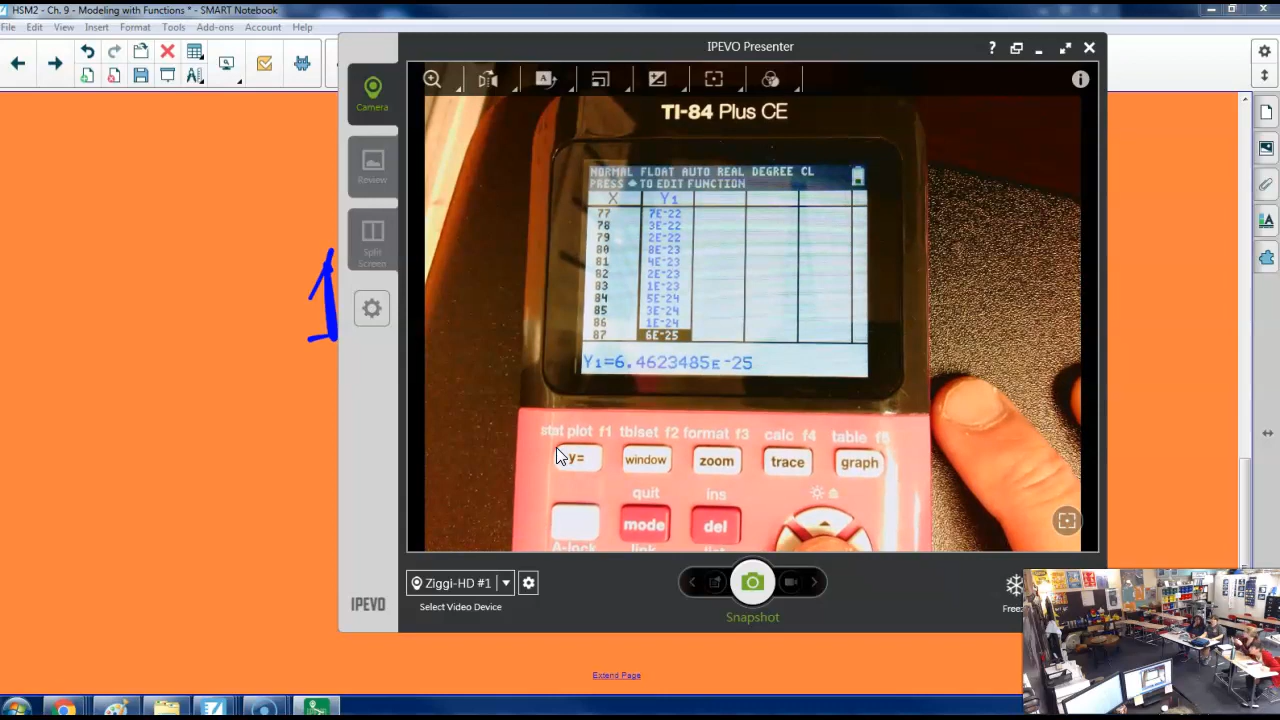 HSM2 - Ch. 9 - Modeling with Functions * - SMART Notebook
File Edit View Insert Format Tools Add-ons Account Help
IPEVO Presenter
?
Camera
Review
Split
Screen
1
TI-84 Plus CE
NORMAL FLOAT AUTO REAL DEGREE CL
PRESS TO EDIT FUNCTION
X Y1
77 7E-22
78 3E-22
79 2E-22
80 8E-23
81 4E-23
82 2E-23
83 1E-23
84 5E-24
85 3E-24
86 1E-24
87 6E-25
Y1=6.4623485E-25
stat plot f1 tblset f2 format f3 calc f4 table f5
y= window zoom trace graph
quit ins
mode del
A-lock link
Ziggi-HD #1
Select Video Device
IPEVO
Snapshot
Extend Page